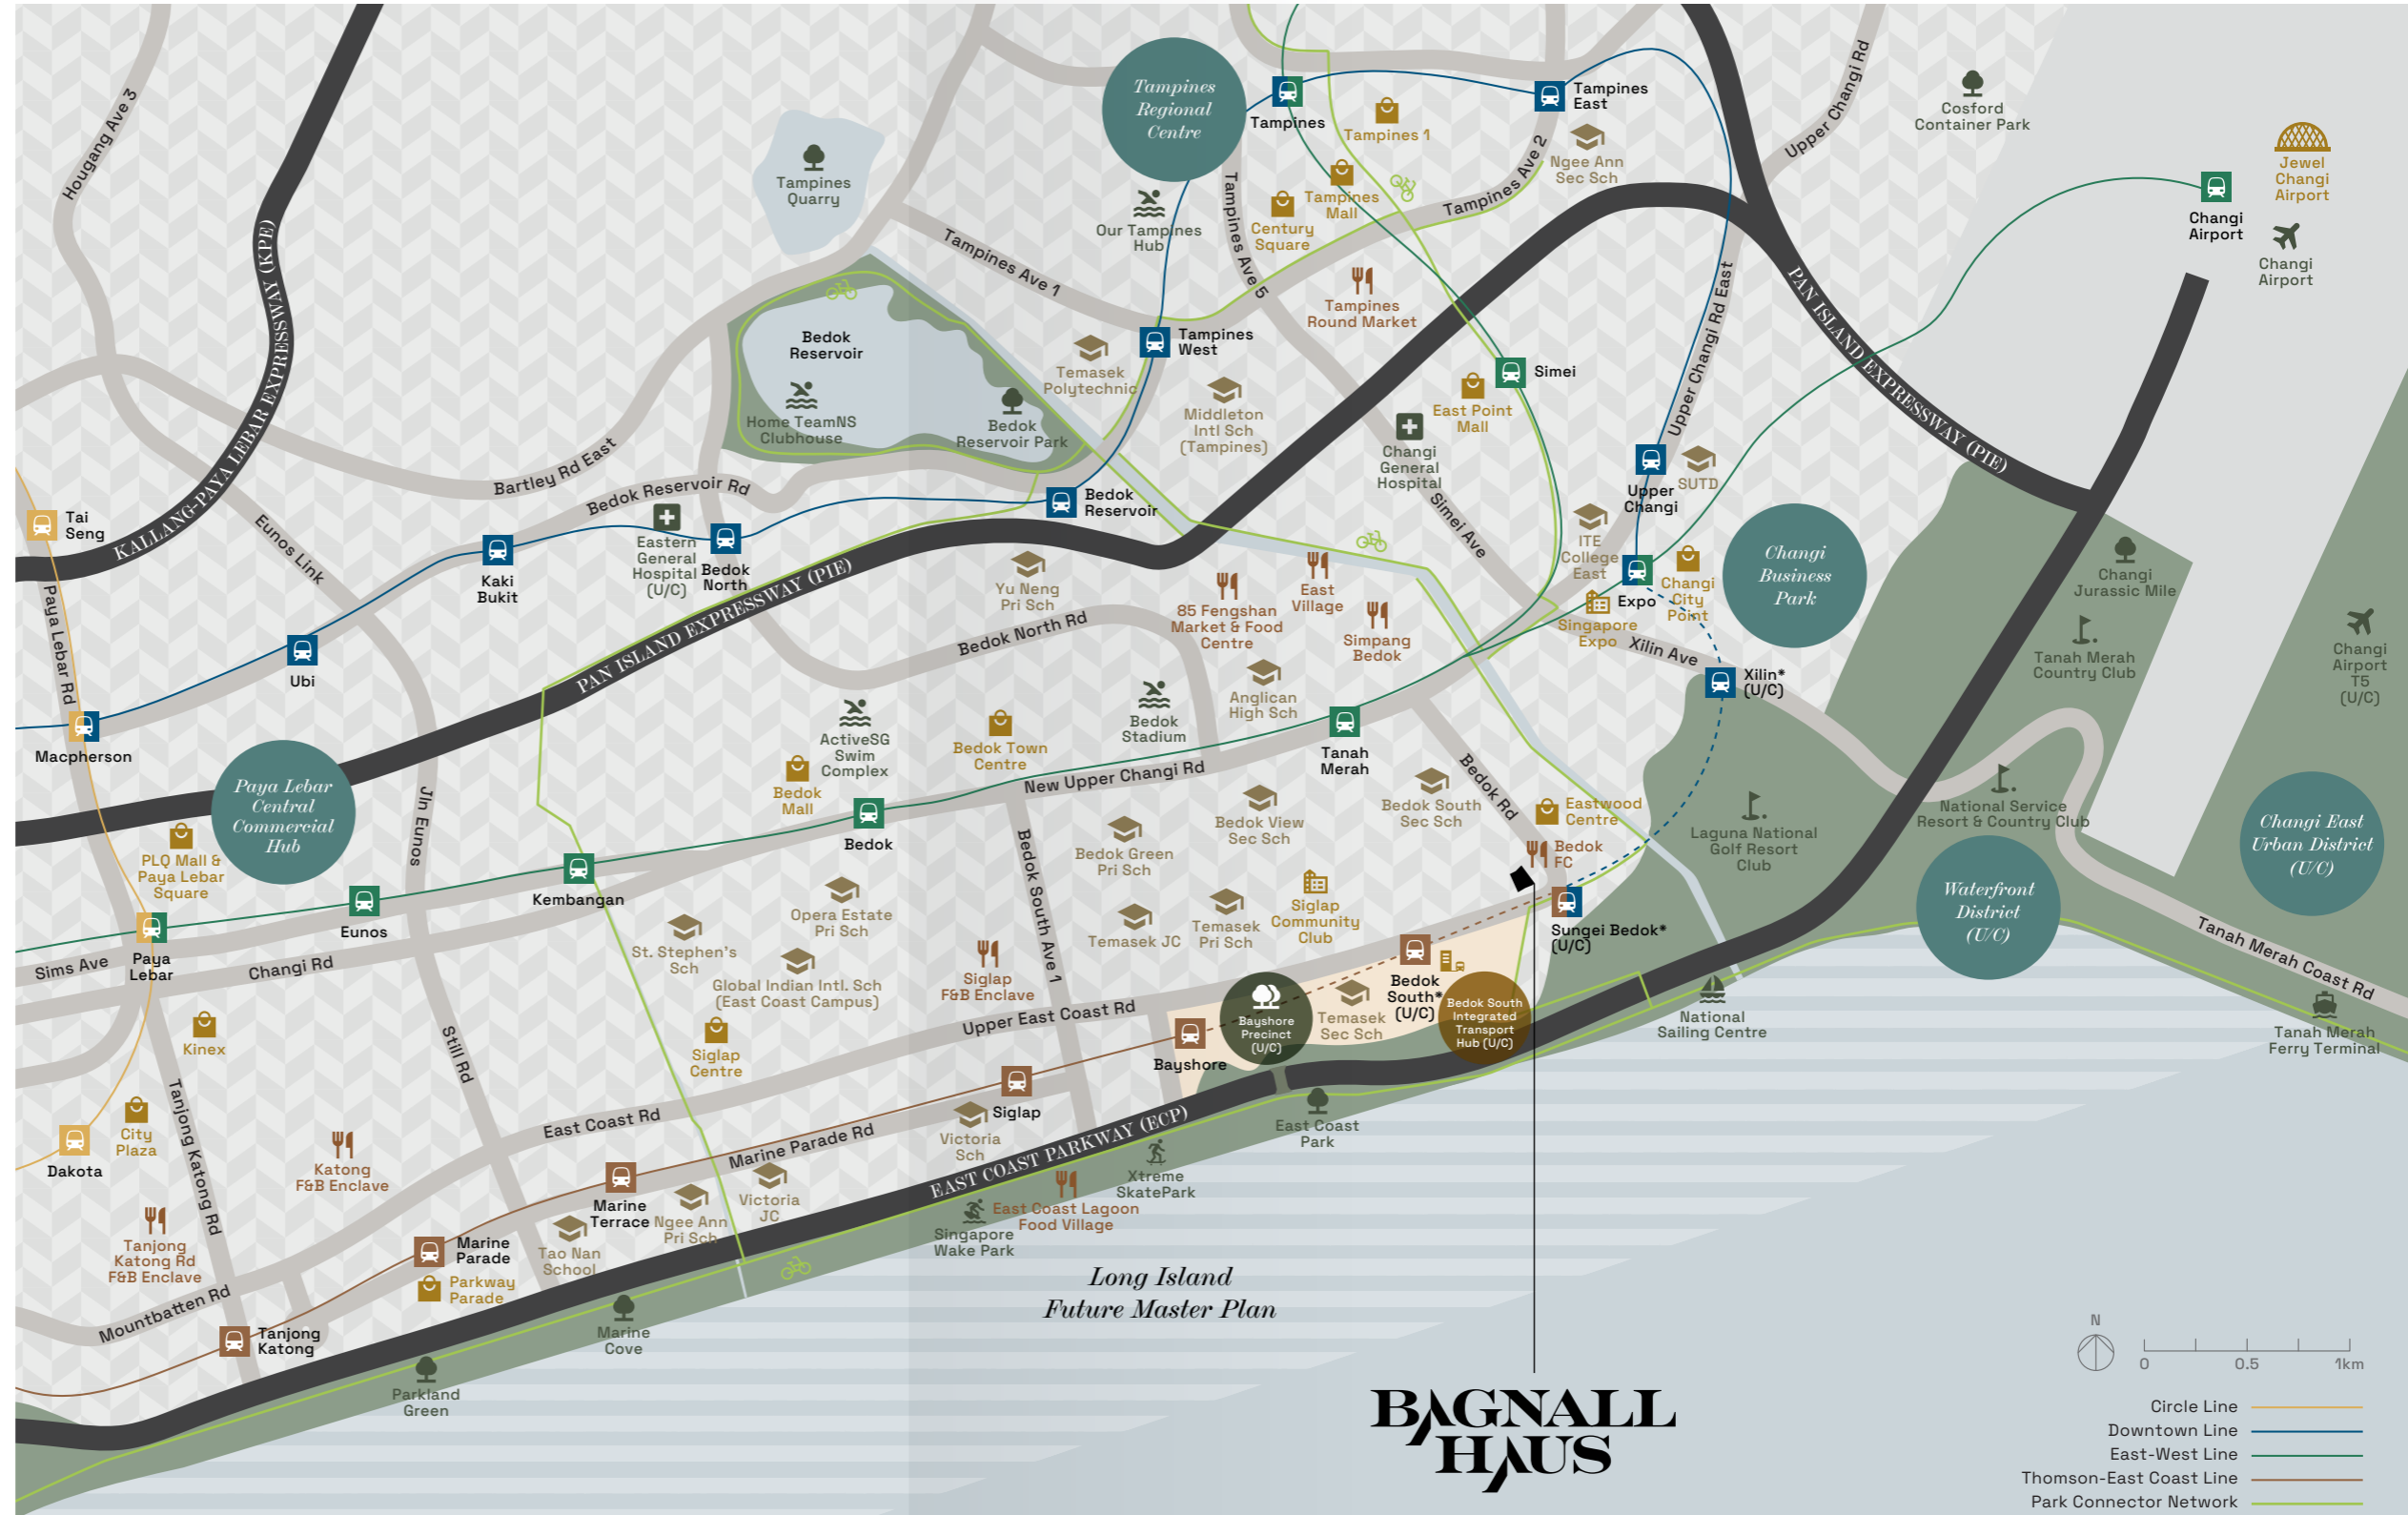 Hougang Ave 3
KALLANG-PAYA LEBAR EXPRESSWAY (KPE)
Tampines
Quarry
Tampines
Regional
Centre
Tampines
Tampines 1
Tampines
East
Ngee Ann
Sec Sch
Upper Changi Rd
Cosford
Container Park
Jewel
Changi
Airport
Changi
Airport
Changi
Airport
Our Tampines
Hub
Tampines Ave 5
Century
Square
Tampines
Mall
Tampines Ave 2
Tampines Ave 1
Tampines
Round Market
Upper Changi Rd East
PAN ISLAND EXPRESSWAY (PIE)
Bedok
Reservoir
Home TeamNS
Clubhouse
Bedok
Reservoir Park
Temasek
Polytechnic
Tampines
West
Middleton
Intl Sch
(Tampines)
Simei
East Point
Mall
Changi
General
Hospital
Simei Ave
Upper
Changi
SUTD
Bartley Rd East
Bedok Reservoir Rd
Bedok
Reservoir
Tai
Seng
Eunos Link
Kaki
Bukit
Eastern
General
Hospital
(U/C)
Bedok
North
PAN ISLAND EXPRESSWAY (PIE)
Yu Neng
Pri Sch
Bedok North Rd
85 Fengshan
Market & Food
Centre
East
Village
Simpang
Bedok
ITE
College
East
Expo
Singapore
Expo
Changi
City
Point
Changi
Business
Park
Changi
Jurassic Mile
Tanah Merah
Country Club
Changi
Airport
T5
(U/C)
Xilin Ave
Xilin*
(U/C)
Paya Lebar Rd
Ubi
Macpherson
Paya Lebar
Central
Commercial
Hub
PLQ Mall &
Paya Lebar
Square
Jln Eunos
ActiveSG
Swim
Complex
Bedok
Mall
Bedok
Bedok Town
Centre
Bedok
Stadium
Anglican
High Sch
Tanah
Merah
New Upper Changi Rd
Bedok South
Sec Sch
Bedok Rd
Eastwood
Centre
Bedok View
Sec Sch
Bedok Green
Pri Sch
Bedok
FC
Laguna National
Golf Resort
Club
National Service
Resort & Country Club
Changi East
Urban District
(U/C)
Waterfront
District
(U/C)
Tanah Merah Coast Rd
Tanah Merah
Ferry Terminal
National
Sailing Centre
Sungei Bedok*
(U/C)
Kembangan
Eunos
Paya
Lebar
Sims Ave
Changi Rd
Opera Estate
Pri Sch
St. Stephen's
Sch
Global Indian Intl. Sch
(East Coast Campus)
Siglap
F&B Enclave
Bedok South Ave 1
Temasek JC
Temasek
Pri Sch
Siglap
Community
Club
Bedok
South*
(U/C)
Bedok South
Integrated
Transport
Hub (U/C)
Temasek
Sec Sch
Bayshore
Precinct
(U/C)
Bayshore
Upper East Coast Rd
Kinex
Still Rd
Siglap
Centre
Siglap
Victoria
Sch
East Coast Rd
Marine Parade Rd
EAST COAST PARKWAY (ECP)
East Coast
Park
Xtreme
SkatePark
East Coast Lagoon
Food Village
Singapore
Wake Park
City
Plaza
Dakota
Tanjong Katong Rd
Katong
F&B Enclave
Marine
Terrace
Ngee Ann
Pri Sch
Victoria
JC
Tao Nan
School
Marine
Parade
Parkway
Parade
Tanjong
Katong Rd
F&B Enclave
Mountbatten Rd
Tanjong
Katong
Marine
Cove
Parkland
Green
Long Island
Future Master Plan
BAGNALL
HAUS
N
0 0.5 1km
Circle Line
Downtown Line
East-West Line
Thomson-East Coast Line
Park Connector Network